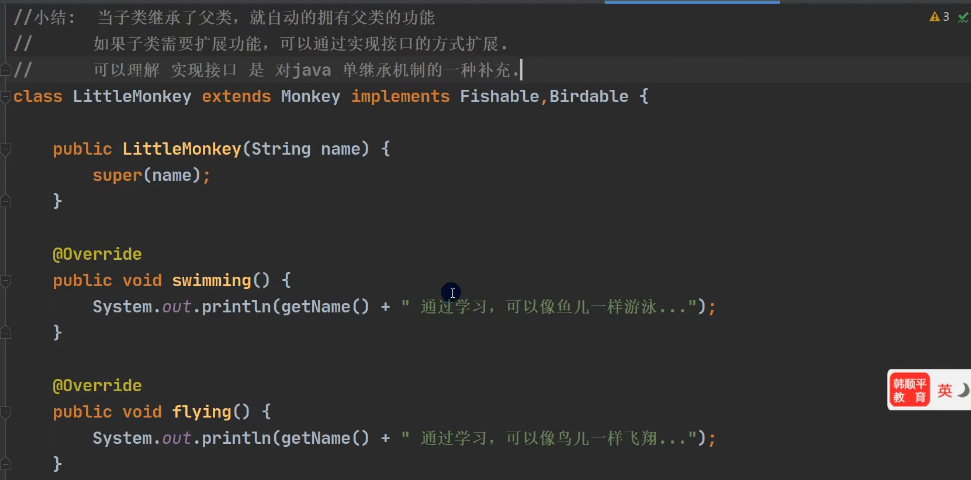 //小结： 当子类继承了父类，就自动的拥有父类的功能
// 如果子类需要扩展功能，可以通过实现接口的方式扩展.
// 可以理解 实现接口 是 对java 单继承机制的一种补充.
class LittleMonkey extends Monkey implements Fishable,Birdable {
public LittleMonkey(String name) {
super(name);
}
@Override
public void swimming() {
System.out.println(getName() + " 通过学习，可以像鱼儿一样游泳...");
}
@Override
public void flying() {
System.out.println(getName() + " 通过学习，可以像鸟儿一样飞翔...");
}
3
韩顺平
教 育
英